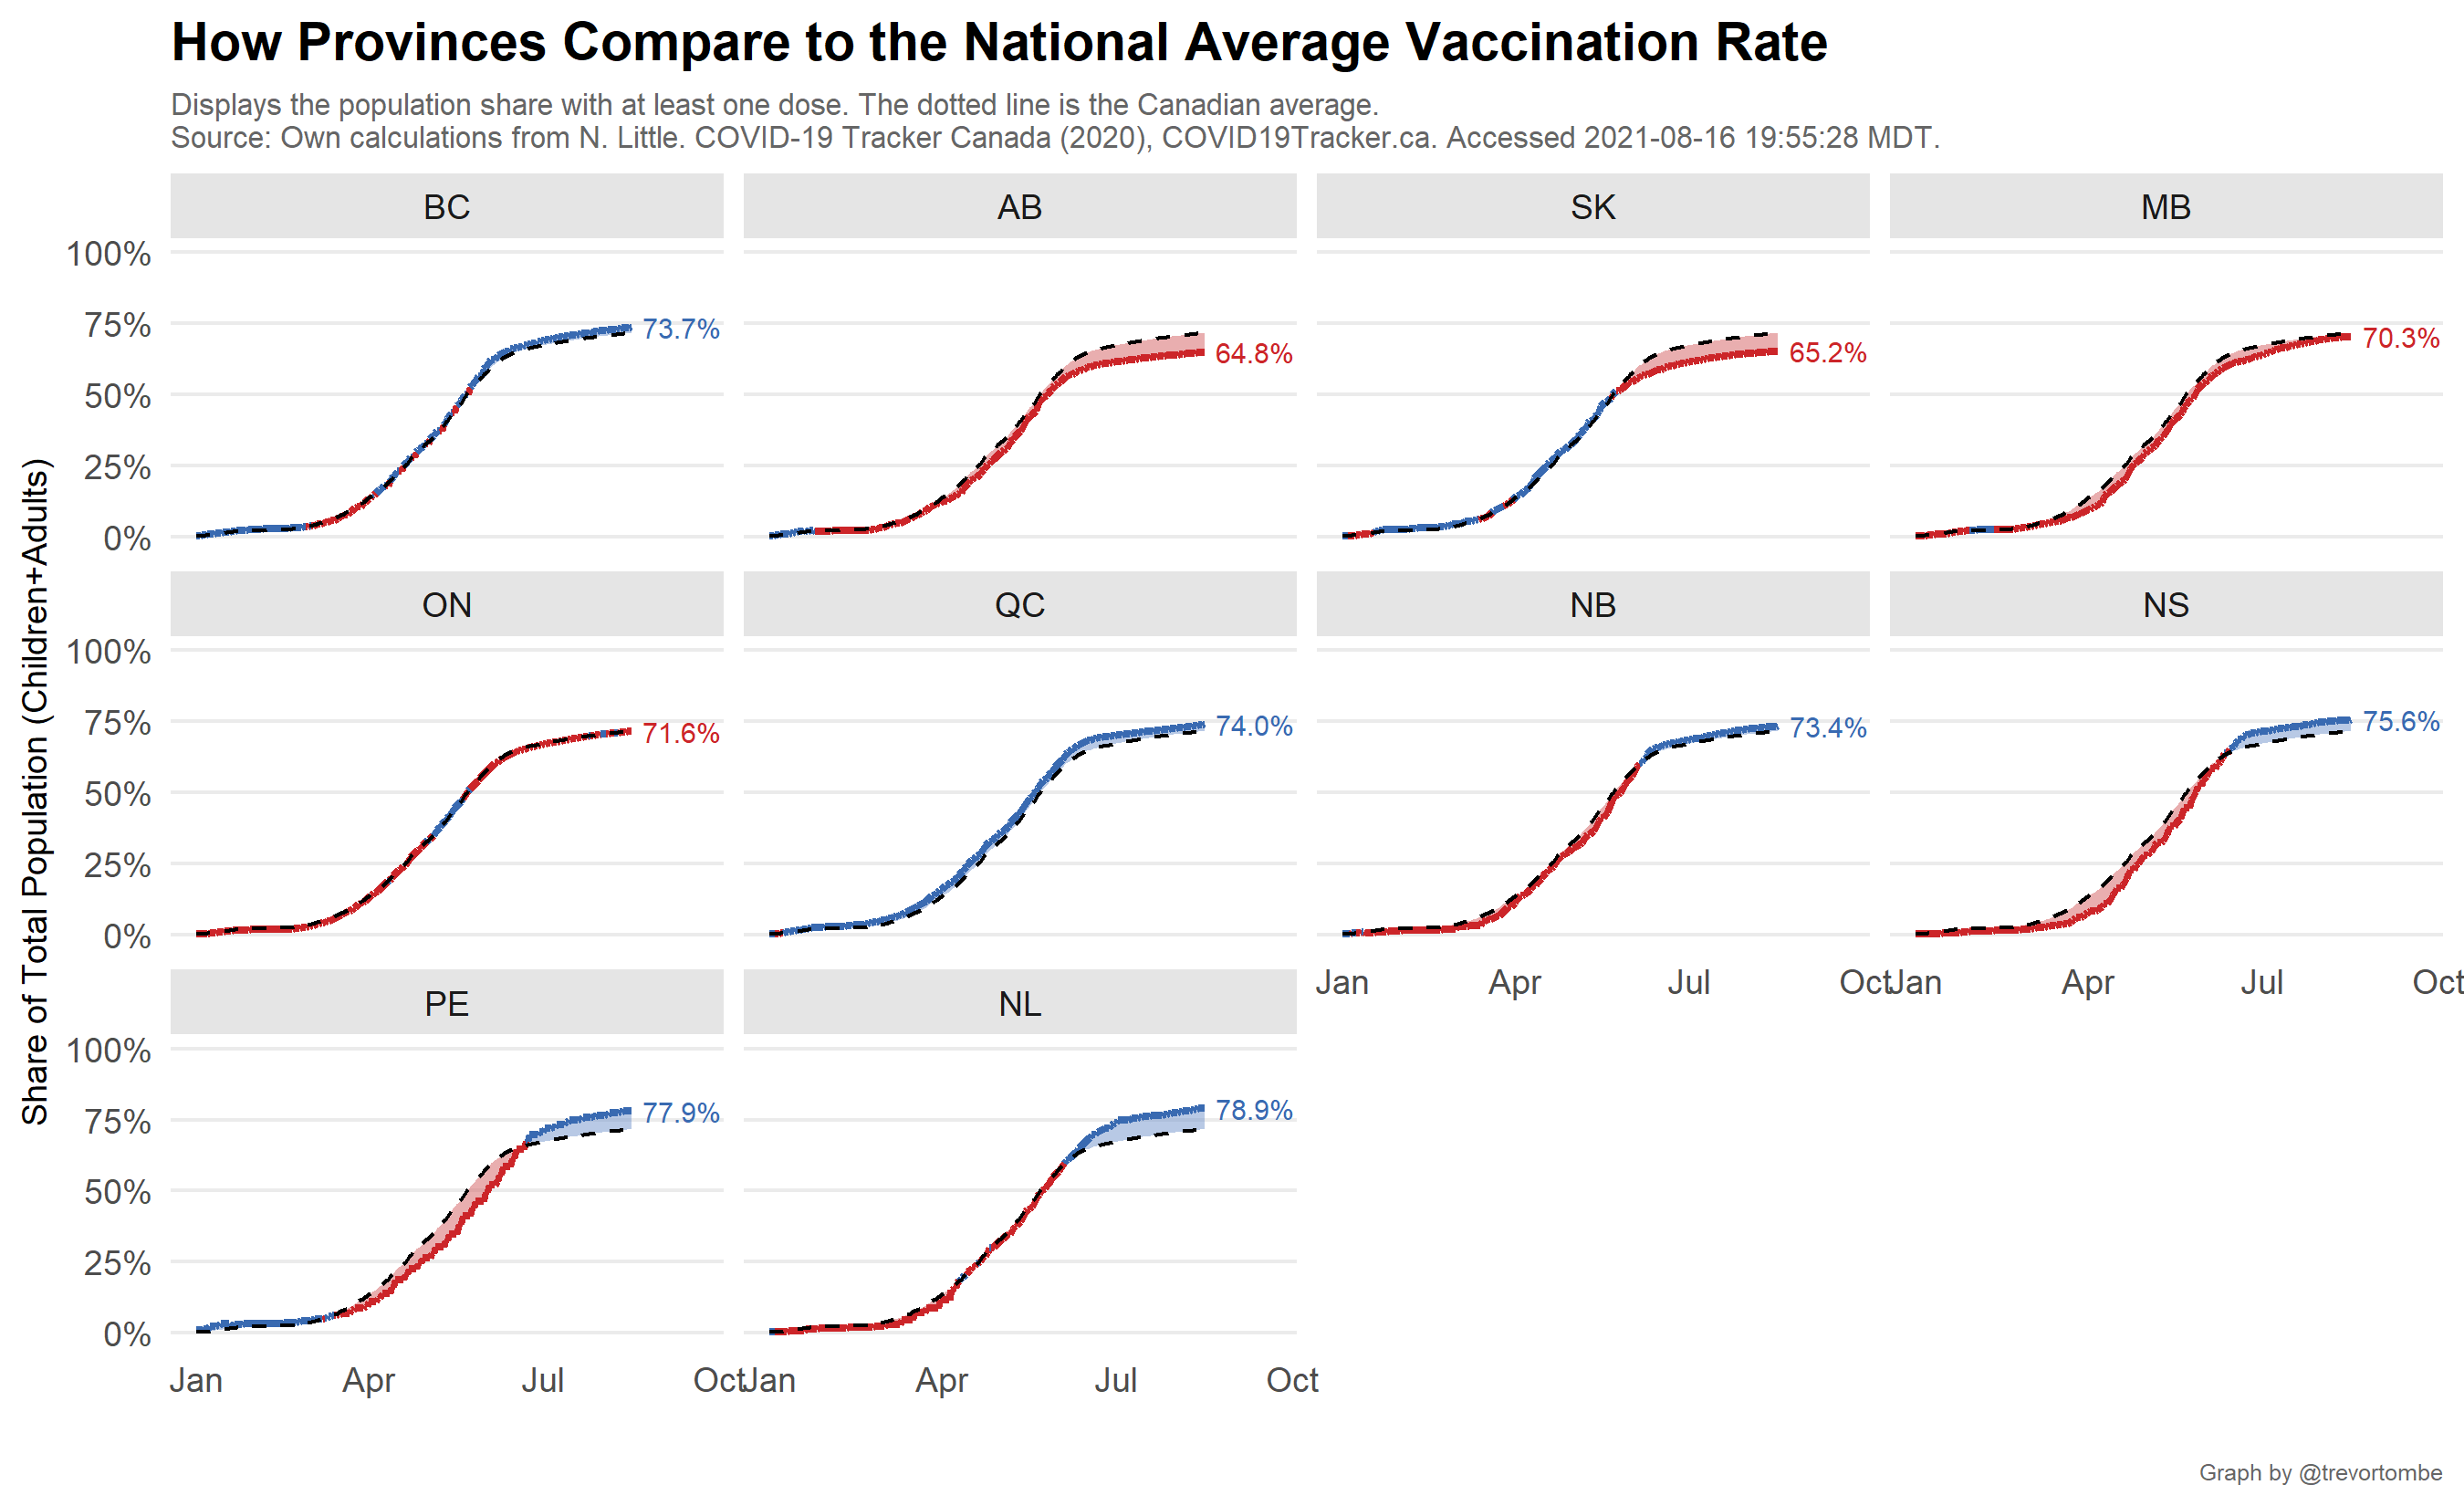 How Provinces Compare to the National Average Vaccination Rate
Displays the population share with at least one dose. The dotted line is the Canadian average.
Source: Own calculations from N. Little. COVID-19 Tracker Canada (2020), COVID19Tracker.ca. Accessed 2021-08-16 19:55:28 MDT.
Share of Total Population (Children+Adults)
BC
AB
SK
MB
100%
75%
50%
25%
0%
73.7%
64.8%
65.2%
70.3%
ON
QC
NB
NS
100%
75%
50%
25%
0%
71.6%
74.0%
73.4%
75.6%
Jan
Apr
Jul
Oct
Jan
Apr
Jul
Oct
PE
NL
100%
75%
50%
25%
0%
77.9%
78.9%
Jan
Apr
Jul
Oct
Jan
Apr
Jul
Oct
Graph by @trevortombe